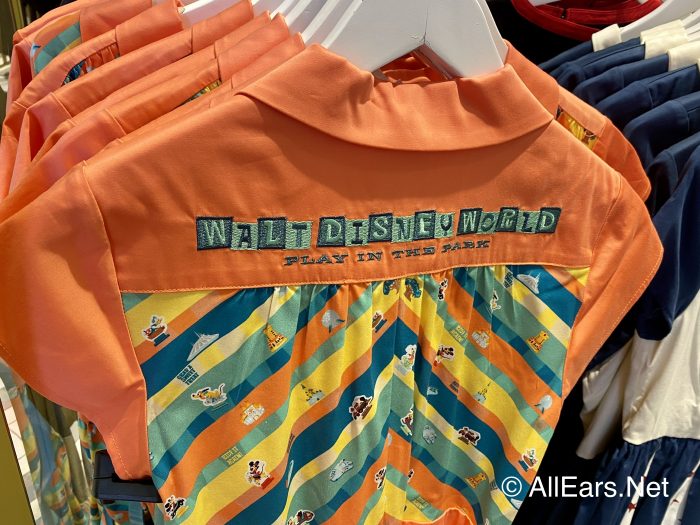 WALT DISNEY WORLD
PLAY IN THE PARK
© AllEars.Net